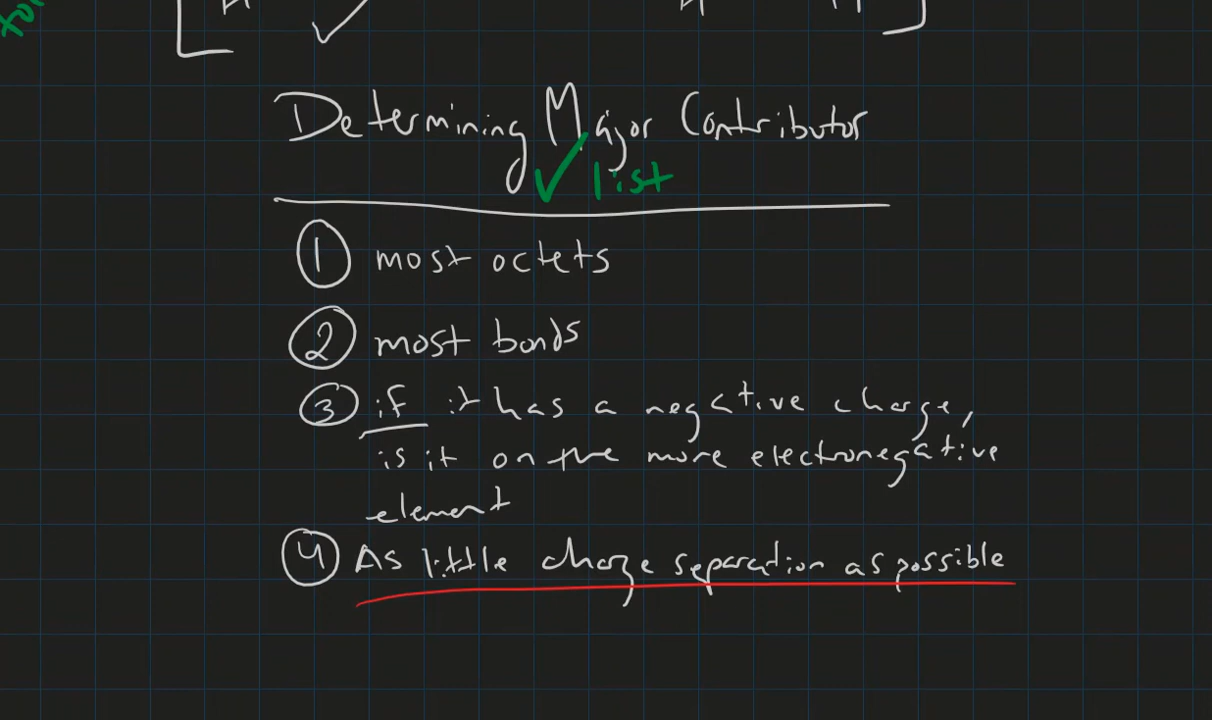 Determining Major Contributor
✓ list
① most octets
② most bonds
③ if it has a negative charge,
is it on the more electronegative
element
④ As little charge separation as possible